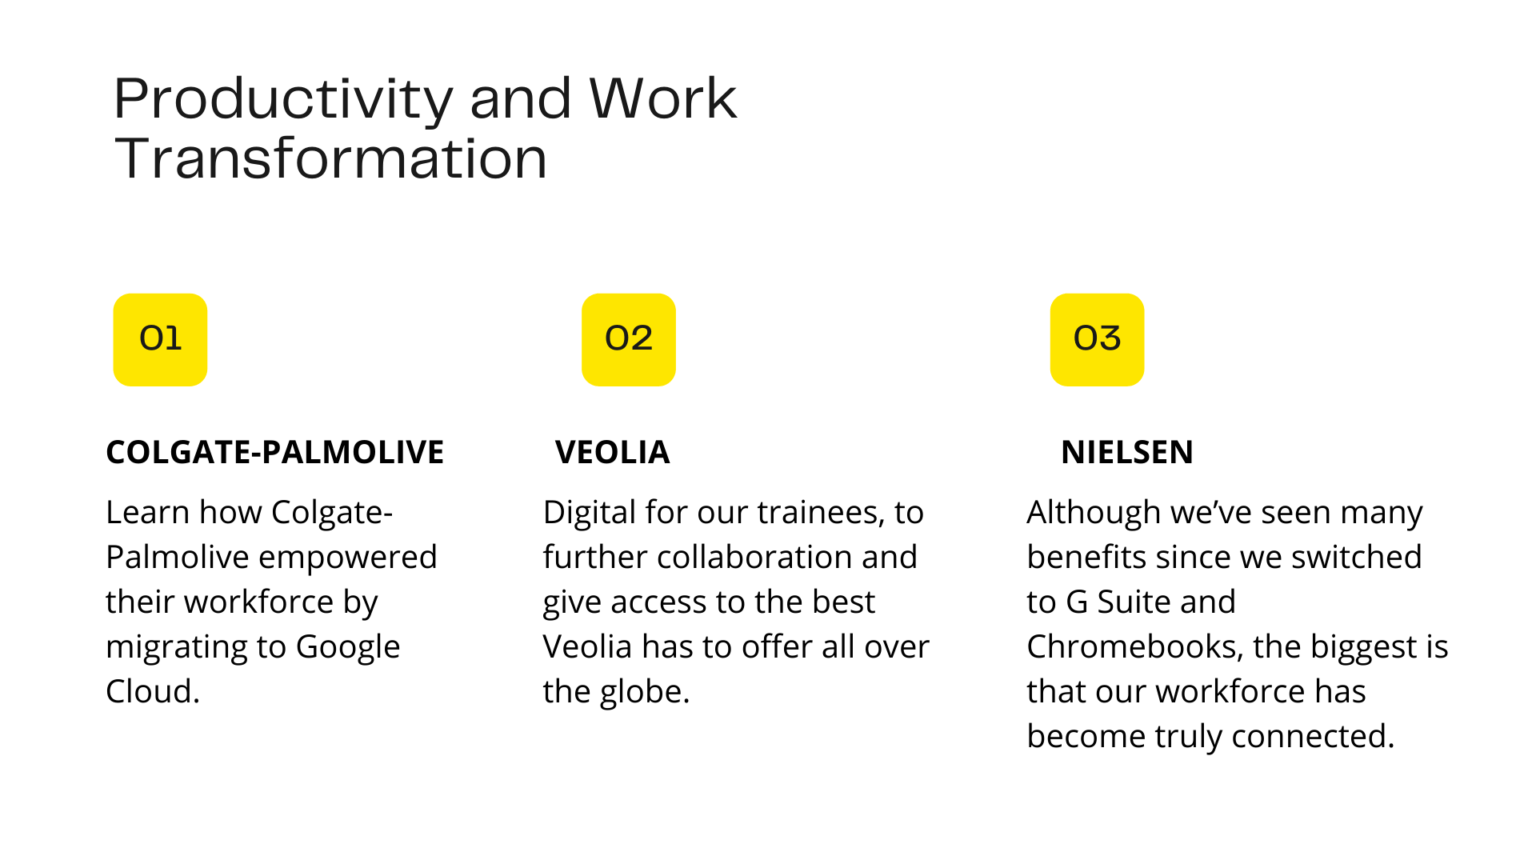 Productivity and Work
Transformation
01
COLGATE-PALMOLIVE
Learn how Colgate-
Palmolive empowered
their workforce by
migrating to Google
Cloud.
02
VEOLIA
Digital for our trainees, to
further collaboration and
give access to the best
Veolia has to offer all over
the globe.
03
NIELSEN
Although we’ve seen many
benefits since we switched
to G Suite and
Chromebooks, the biggest is
that our workforce has
become truly connected.